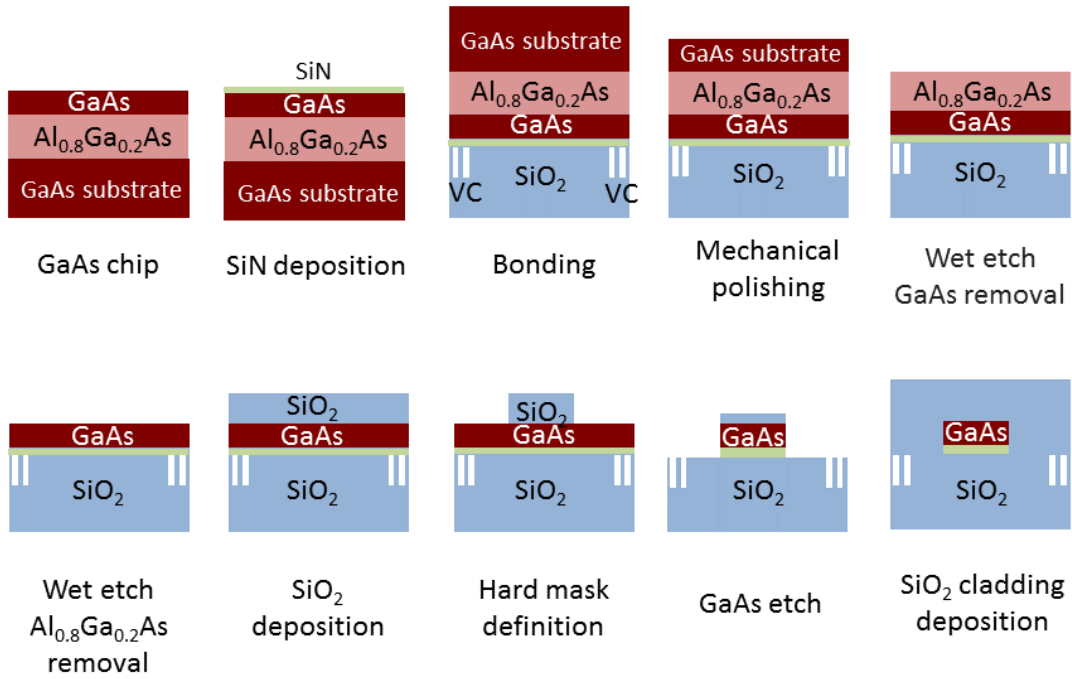 GaAs
Al₀.₈Ga₀.₂As
GaAs substrate
GaAs chip
SiN
GaAs
Al₀.₈Ga₀.₂As
GaAs substrate
SiN deposition
GaAs substrate
Al₀.₈Ga₀.₂As
GaAs
VC SiO₂ VC
Bonding
GaAs substrate
Al₀.₈Ga₀.₂As
GaAs
SiO₂
Mechanical
polishing
Al₀.₈Ga₀.₂As
GaAs
SiO₂
Wet etch
GaAs removal
GaAs
SiO₂
Wet etch
Al₀.₈Ga₀.₂As
removal
SiO₂
GaAs
SiO₂
SiO₂
deposition
SiO₂
GaAs
SiO₂
Hard mask
definition
GaAs
SiO₂
GaAs etch
GaAs
SiO₂
SiO₂ cladding
deposition